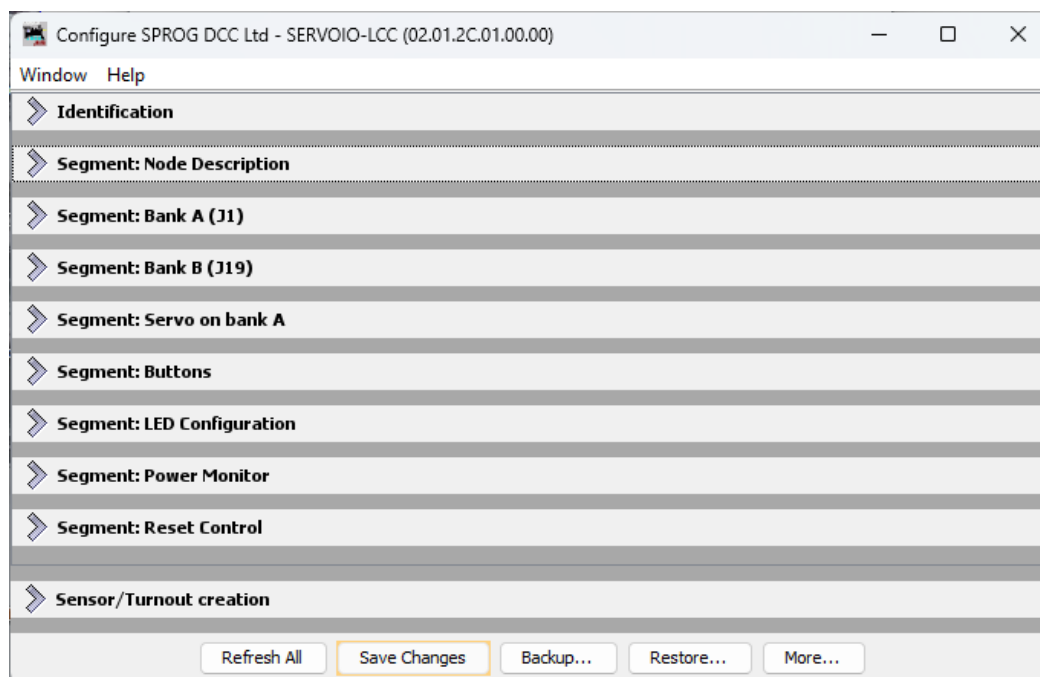 Configure SPROG DCC Ltd - SERVOIO-LCC (02.01.2C.01.00.00)
Window Help
Identification
Segment: Node Description
Segment: Bank A (J1)
Segment: Bank B (J19)
Segment: Servo on bank A
Segment: Buttons
Segment: LED Configuration
Segment: Power Monitor
Segment: Reset Control
Sensor/Turnout creation
Refresh All Save Changes Backup... Restore... More...